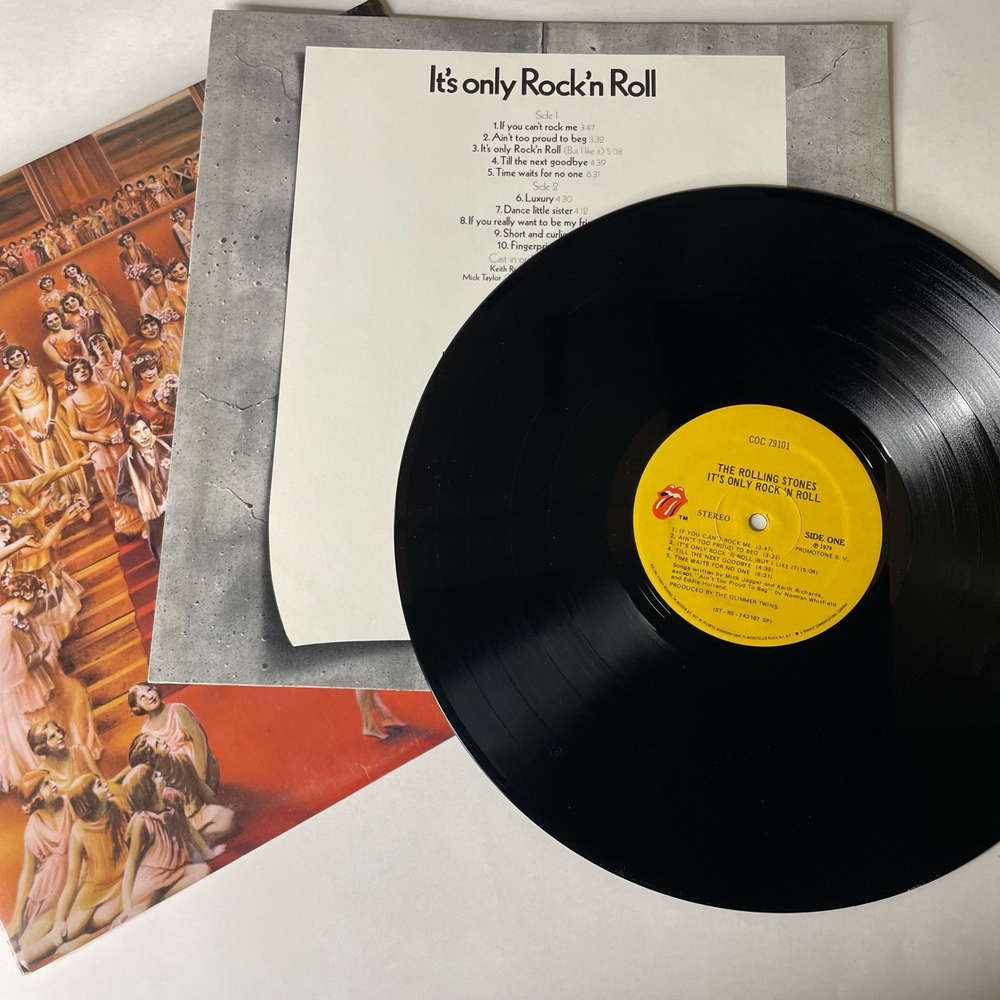 It's only Rock'n Roll
Side 1
1. If you can't rock me 3.47
2. Ain't too proud to beg 3.32
3. It's only Rock'n Roll (But I like it) 5.08
4. Till the next goodbye 4.39
5. Time waits for no one 6.31
Side 2
6. Luxury 4.30
7. Dance little sister 4.12
8. If you really want to be my
9. Short and
10.
Cast in
Keith
Mick Taylor
COC 79101
THE ROLLING STONES
IT'S ONLY ROCK 'N ROLL
TM
STEREO
SIDE ONE
℗ 1974
PROMOTONE B. V.
1. IF YOU CAN'T ROCK ME (3:47)
2. AIN'T TOO PROUD TO BEG (3:32)
3. IT'S ONLY ROCK 'N ROLL (BUT I LIKE IT) (5:08)
4. TILL THE NEXT GOODBYE (4:39)
5. TIME WAITS FOR NO ONE (6:31)
Songs written by Mick Jagger and Keith Richards,
except "Ain't Too Proud To Beg" by Norman Whitfield
and Eddie Holland.
PRODUCED BY THE GLIMMER TWINS
(ST-RS-743197 SP)